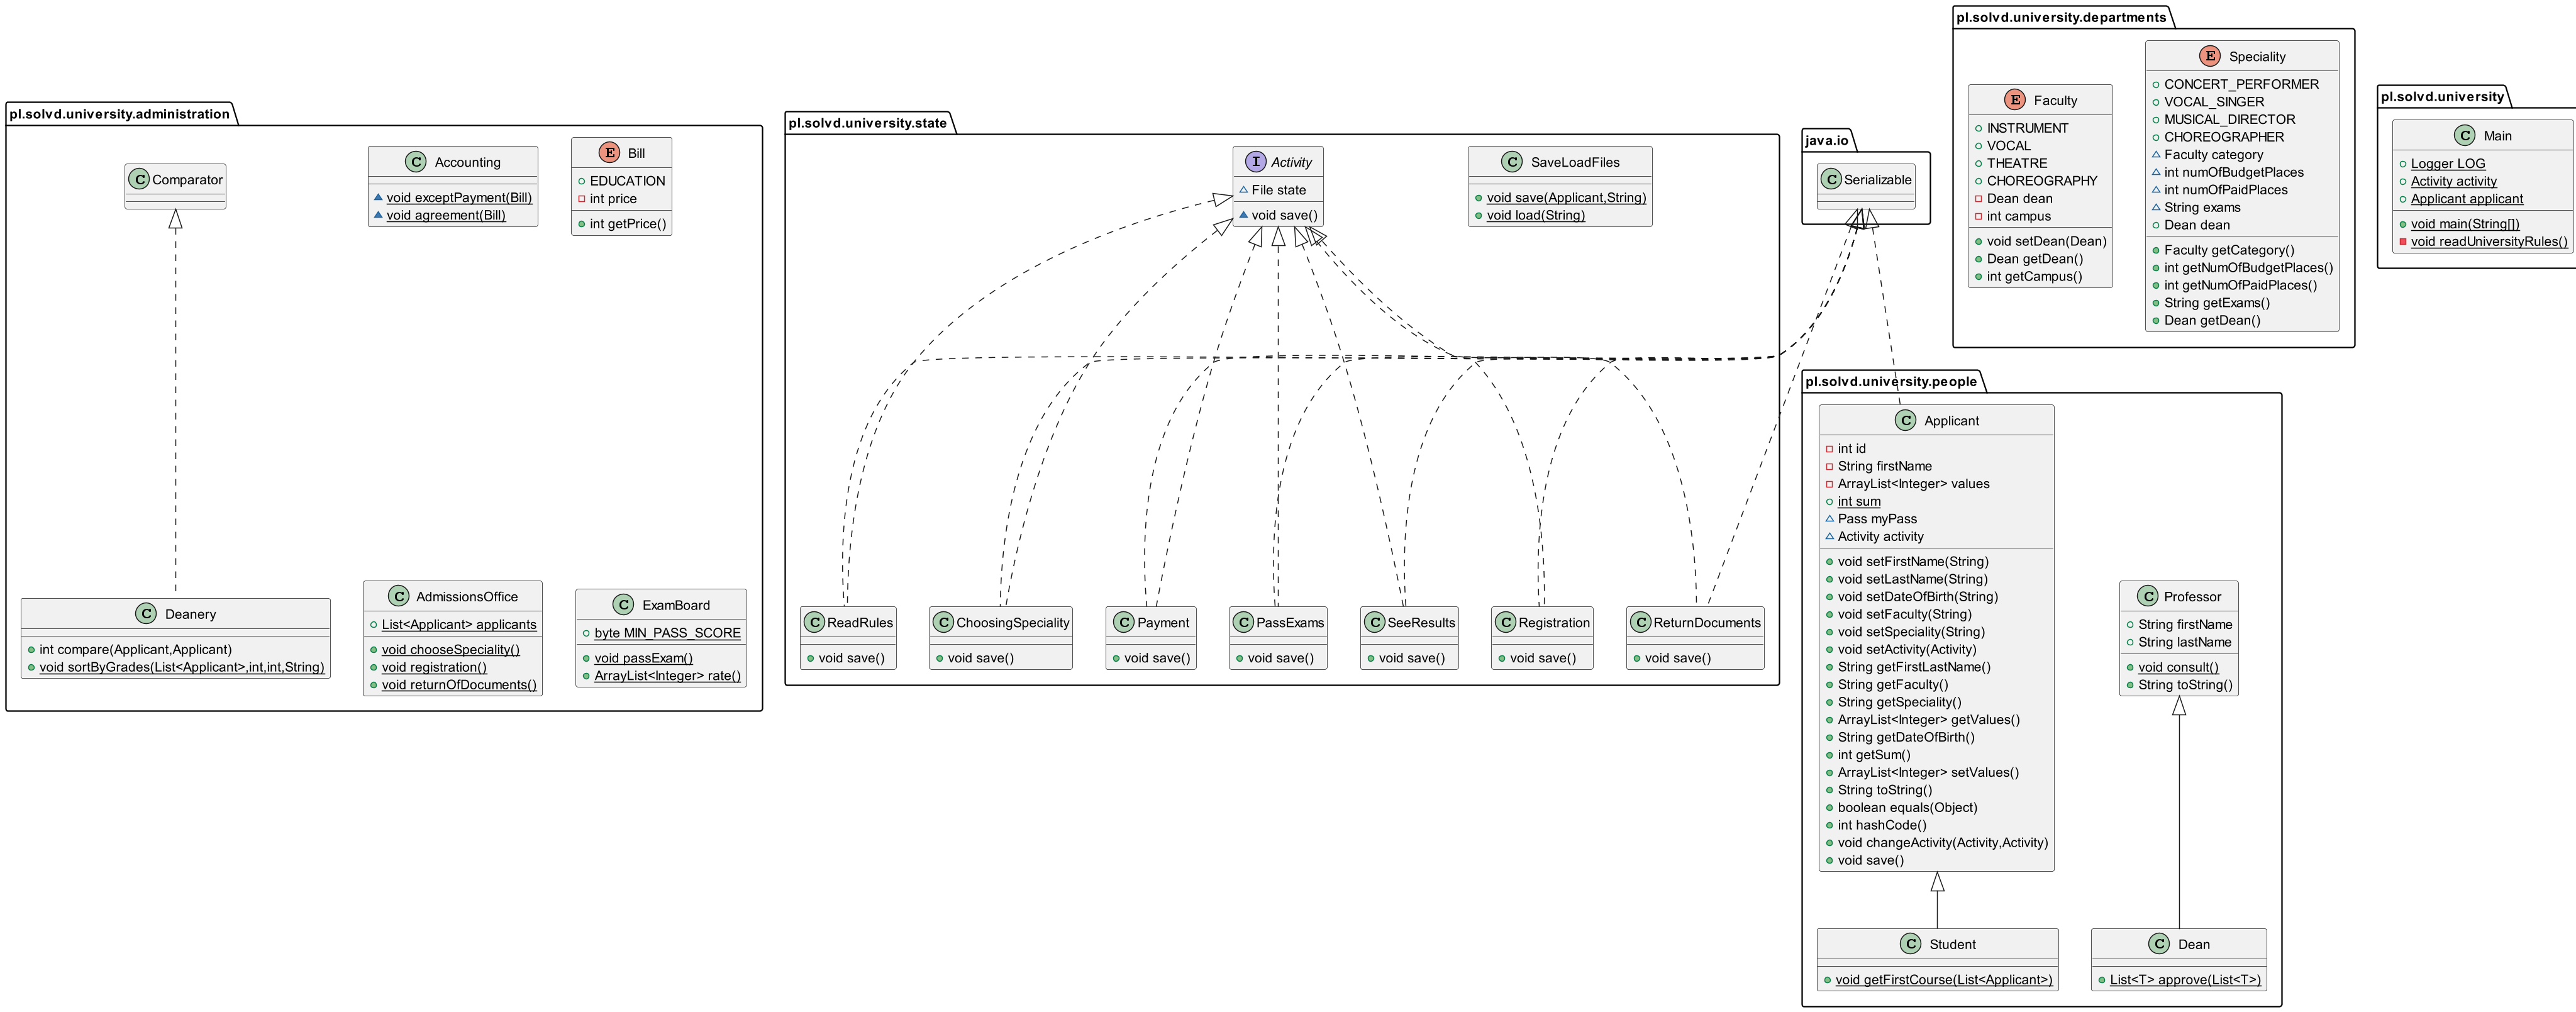 pl.solvd.university.administration
C Comparator
C Accounting
void exceptPayment(Bill)
void agreement(Bill)
E Bill
EDUCATION
int price
int getPrice()
C Deanery
int compare(Applicant,Applicant)
void sortByGrades(List<Applicant>,int,int,String)
C AdmissionsOffice
List<Applicant> applicants
void chooseSpeciality()
void registration()
void returnOfDocuments()
C ExamBoard
byte MIN_PASS_SCORE
void passExam()
ArrayList<Integer> rate()
pl.solvd.university.state
I Activity
File state
void save()
C SaveLoadFiles
void save(Applicant,String)
void load(String)
C ReadRules
void save()
C ChoosingSpeciality
void save()
C Payment
void save()
C PassExams
void save()
C SeeResults
void save()
C Registration
void save()
C ReturnDocuments
void save()
java.io
C Serializable
pl.solvd.university.departments
E Faculty
INSTRUMENT
VOCAL
THEATRE
CHOREOGRAPHY
Dean dean
int campus
void setDean(Dean)
Dean getDean()
int getCampus()
E Speciality
CONCERT_PERFORMER
VOCAL_SINGER
MUSICAL_DIRECTOR
CHOREOGRAPHER
Faculty category
int numOfBudgetPlaces
int numOfPaidPlaces
String exams
Dean dean
Faculty getCategory()
int getNumOfBudgetPlaces()
int getNumOfPaidPlaces()
String getExams()
Dean getDean()
pl.solvd.university
C Main
Logger LOG
Activity activity
Applicant applicant
void main(String[])
void readUniversityRules()
pl.solvd.university.people
C Applicant
int id
String firstName
ArrayList<Integer> values
int sum
Pass myPass
Activity activity
void setFirstName(String)
void setLastName(String)
void setDateOfBirth(String)
void setFaculty(String)
void setSpeciality(String)
void setActivity(Activity)
String getFirstLastName()
String getFaculty()
String getSpeciality()
ArrayList<Integer> getValues()
String getDateOfBirth()
int getSum()
ArrayList<Integer> setValues()
String toString()
boolean equals(Object)
int hashCode()
void changeActivity(Activity,Activity)
void save()
C Professor
String firstName
String lastName
void consult()
String toString()
C Student
void getFirstCourse(List<Applicant>)
C Dean
List<T> approve(List<T>)